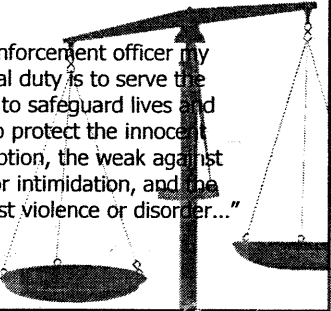 nforcement officer my
al duty is to serve the
to safeguard lives and
o protect the innocent
ption, the weak against
or intimidation, and the
st violence or disorder..."